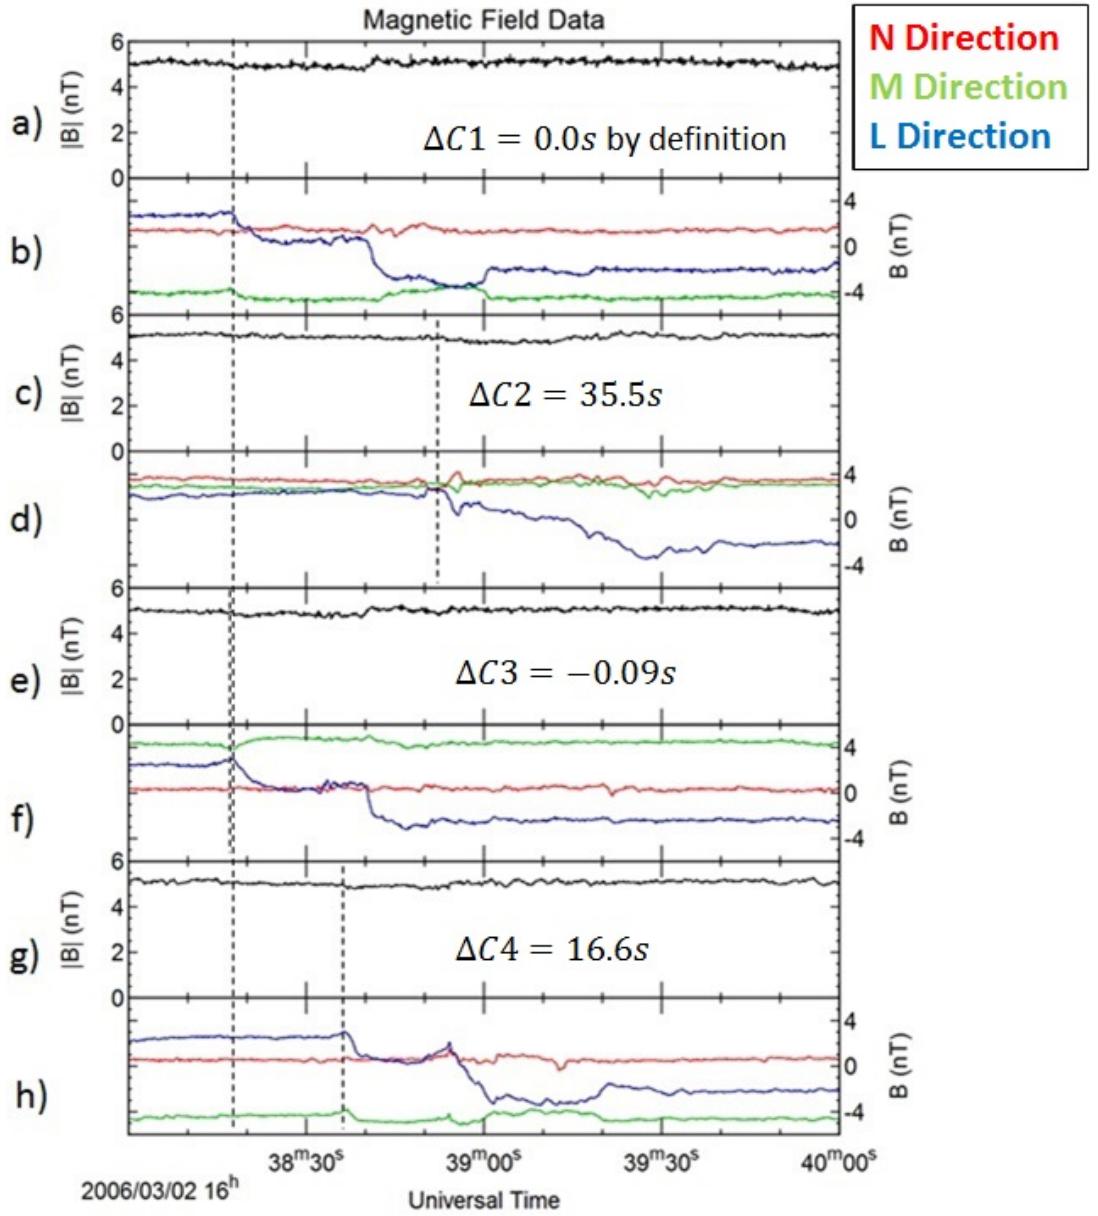 Magnetic Field Data
N Direction
M Direction
L Direction
a)
|B| (nT)
6
4
2
0
ΔC1 = 0.0s by definition
b)
4
0
-4
B (nT)
c)
|B| (nT)
6
4
2
0
ΔC2 = 35.5s
d)
4
0
-4
B (nT)
e)
|B| (nT)
6
4
2
0
ΔC3 = −0.09s
f)
4
0
-4
B (nT)
g)
|B| (nT)
6
4
2
0
ΔC4 = 16.6s
h)
4
0
-4
B (nT)
38ᵐ30ˢ 39ᵐ00ˢ 39ᵐ30ˢ 40ᵐ00ˢ
2006/03/02 16ʰ
Universal Time